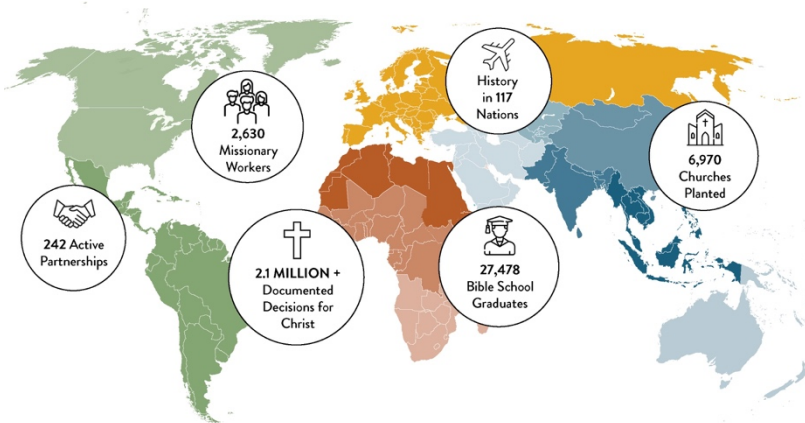 History
in 117
Nations
2,630
Missionary
Workers
6,970
Churches
Planted
242 Active
Partnerships
2.1 MILLION +
Documented
Decisions for
Christ
27,478
Bible School
Graduates